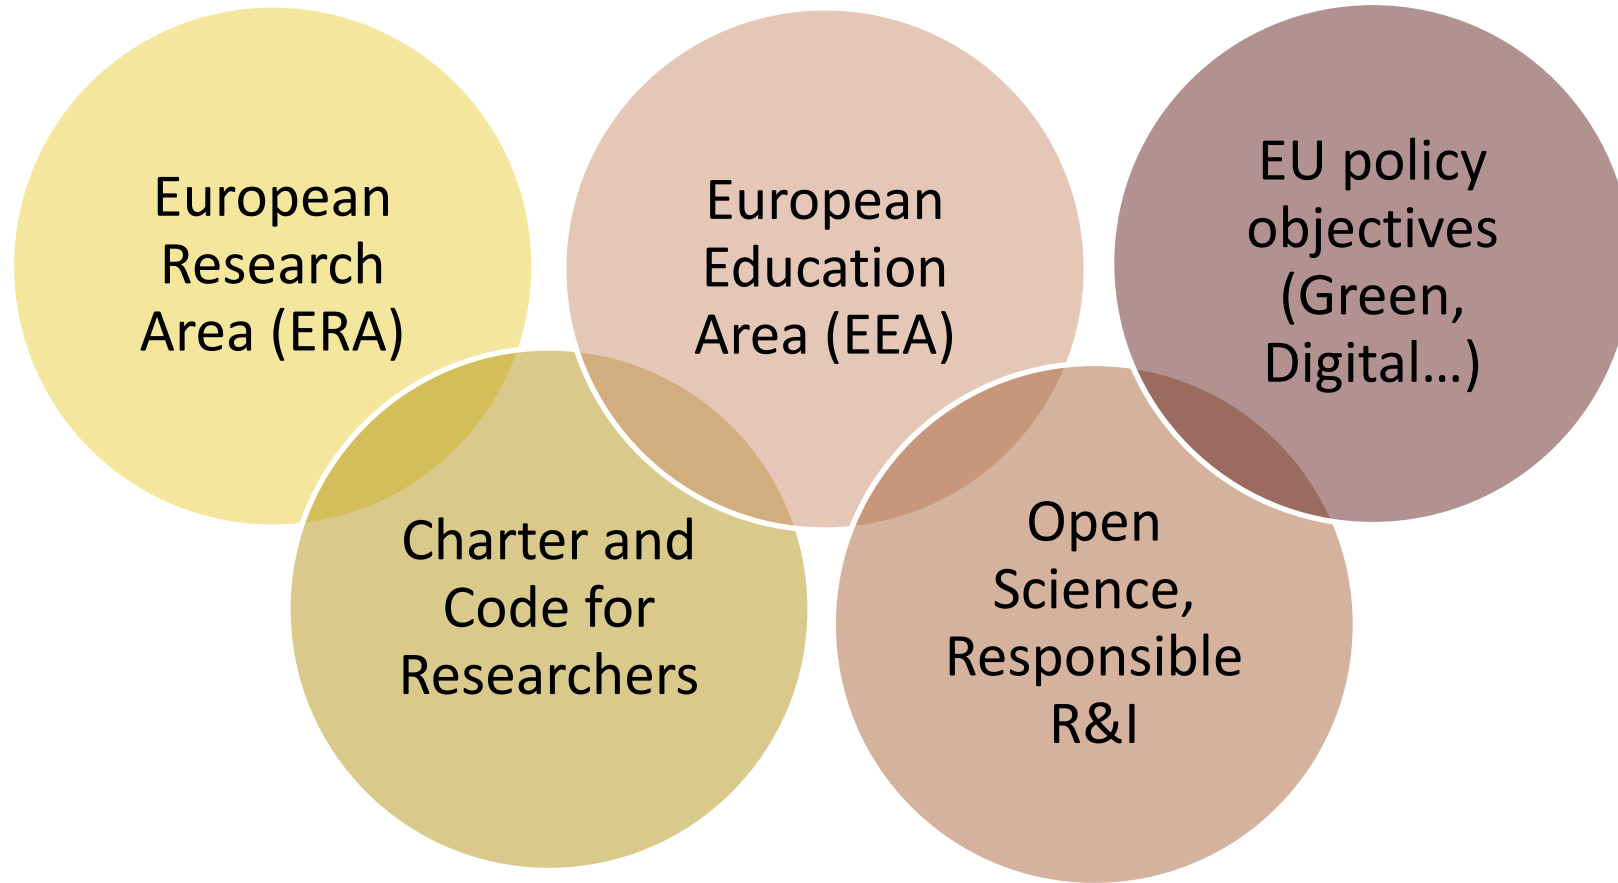 European
Research
Area (ERA)
European
Education
Area (EEA)
EU policy
objectives
(Green,
Digital…)
Charter and
Code for
Researchers
Open
Science,
Responsible
R&I